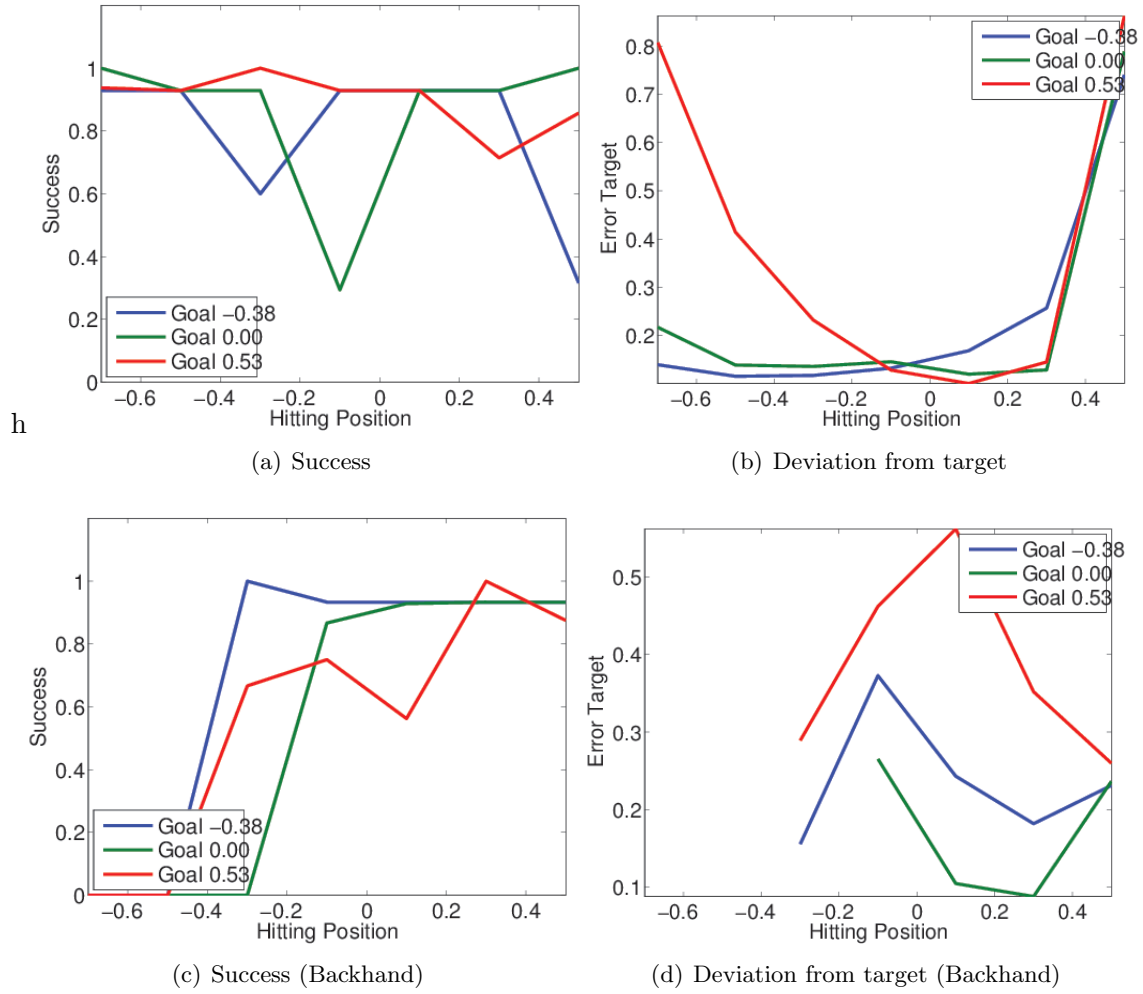 1
0.8
0.6
0.4
0.2
0
Success
Goal −0.38
Goal 0.00
Goal 0.53
−0.6 −0.4 −0.2 0 0.2 0.4
Hitting Position
h
(a) Success
0.8
0.7
0.6
0.5
0.4
0.3
0.2
Error Target
Goal −0.38
Goal 0.00
Goal 0.53
−0.6 −0.4 −0.2 0 0.2 0.4
Hitting Position
(b) Deviation from target
1
0.8
0.6
0.4
0.2
0
Success
Goal −0.38
Goal 0.00
Goal 0.53
−0.6 −0.4 −0.2 0 0.2 0.4
Hitting Position
(c) Success (Backhand)
0.5
0.4
0.3
0.2
0.1
Error Target
Goal −0.38
Goal 0.00
Goal 0.53
−0.6 −0.4 −0.2 0 0.2 0.4
Hitting Position
(d) Deviation from target (Backhand)